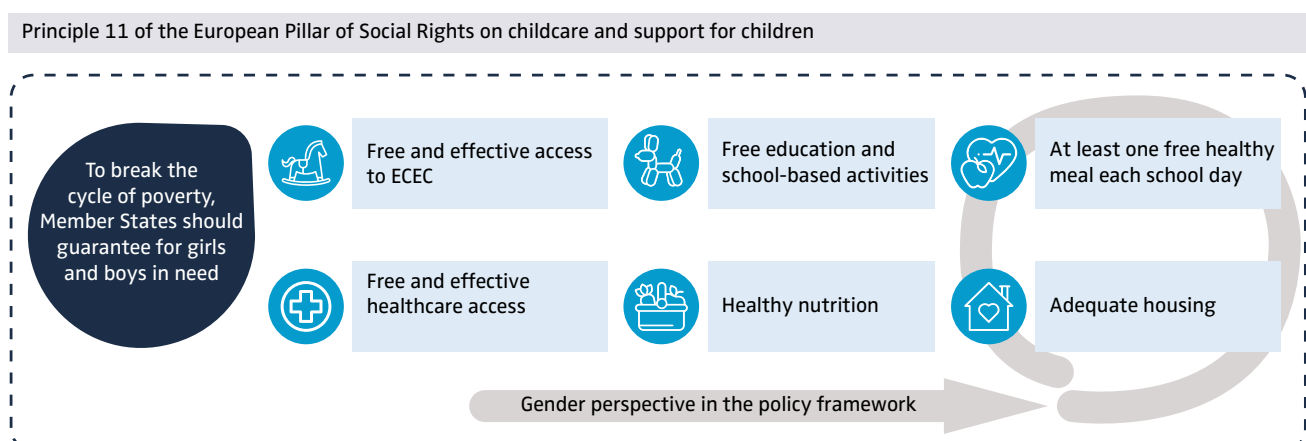 Principle 11 of the European Pillar of Social Rights on childcare and support for children
To break the
cycle of poverty,
Member States should
guarantee for girls
and boys in need
Free and effective access
to ECEC
Free education and
school-based activities
At least one free healthy
meal each school day
Free and effective
healthcare access
Healthy nutrition
Adequate housing
Gender perspective in the policy framework